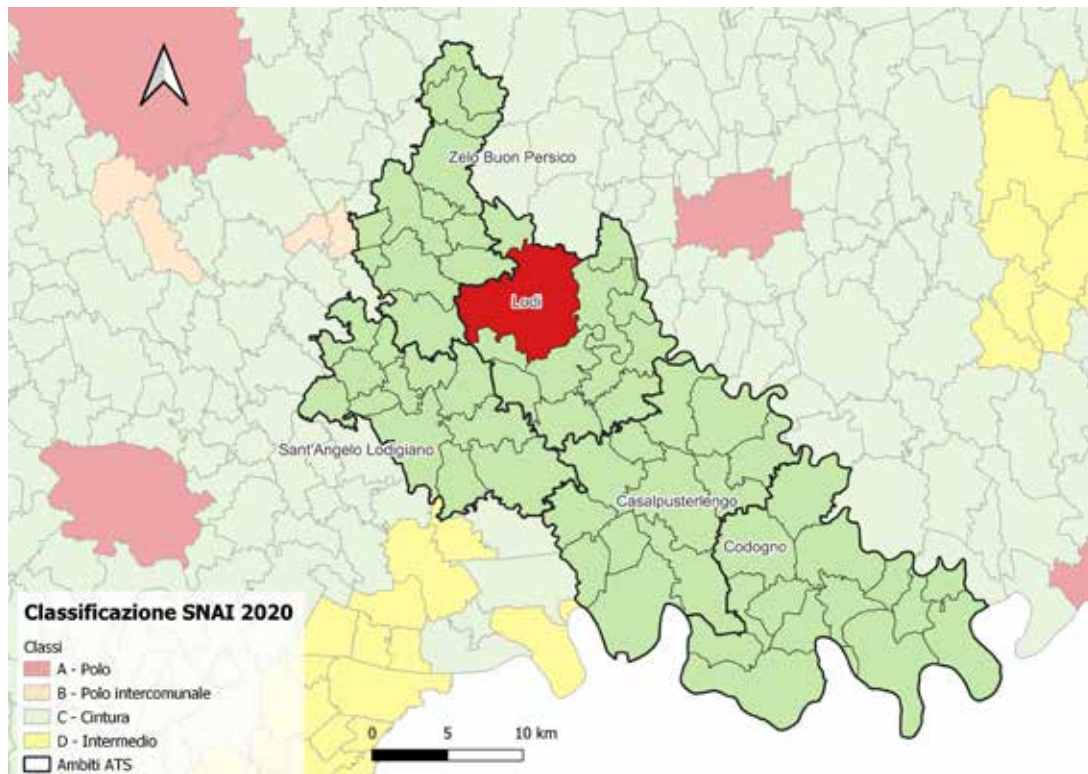 Zelo Buon Persico
Lodi
Sant'Angelo Lodigiano
Casalpusterlengo
Codogno
Classificazione SNAI 2020
Classi
A - Polo
B - Polo intercomunale
C - Cintura
D - Intermedio
Ambiti ATS
0 5 10 km